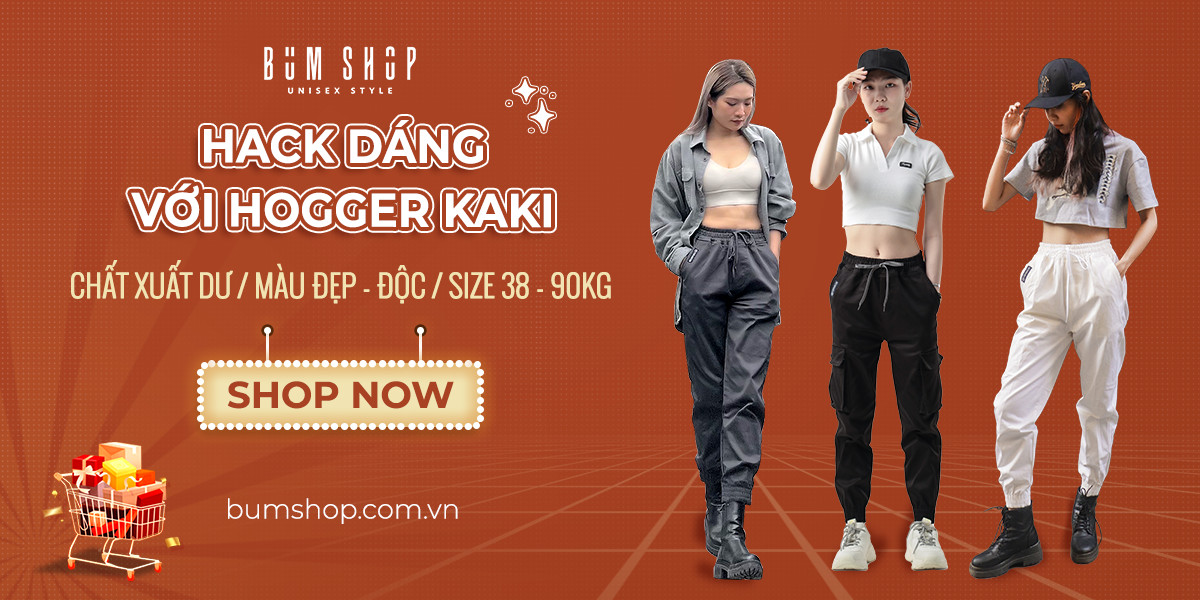 BUM SHOP
UNISEX STYLE
HACK DÁNG
VỚI HOGGER KAKI
CHẤT XUẤT DƯ / MÀU ĐẸP - ĐỘC / SIZE 38 - 90KG
SHOP NOW
bumshop.com.vn